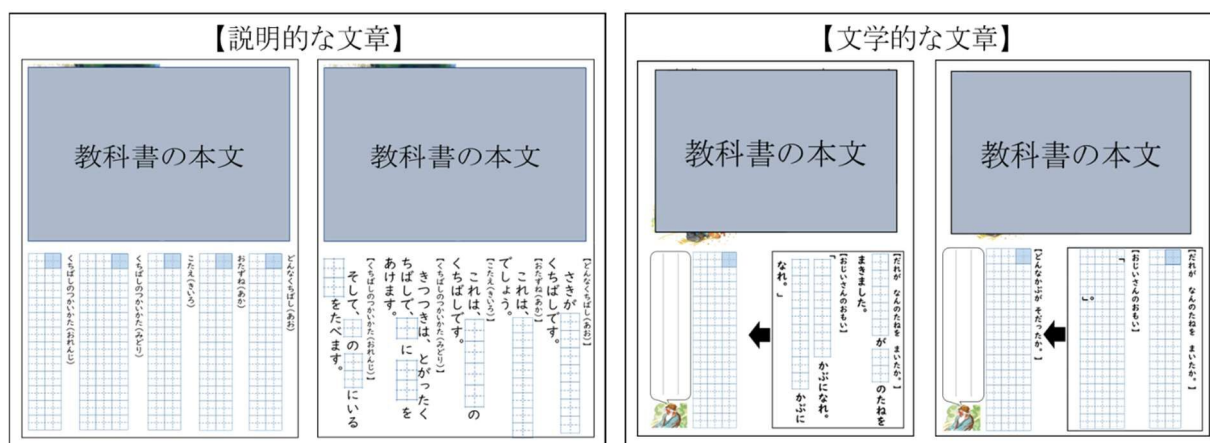 【説明的な文章】
教科書の本文
どんなくちばし(あお)
おたずね(あか)
こたえ(きいろ)
くちばしのつかいかた(みどり)
くちばしのつかいかた(おれんじ)
教科書の本文
【どんなくちばし(あお)】
さきが
くちばしです。
【おたずね(あか)】
これは、
でしょう。
【こたえ(きいろ)】
これは、 の
くちばしです。
【くちばしのつかいかた(みどり)】
きつつきは、とがったく
ちばしで、 に を
あけます。
【くちばしのつかいかた(おれんじ)】
そして、 の にいる
をたべます。
【文学的な文章】
教科書の本文
【だれが なんのたねを まいたか。】
が のたねを
まきました。
【おじいさんのおもい】
「 かぶになれ。
かぶに
なれ。」
教科書の本文
【だれが なんのたねを まいたか。】
【おじいさんのおもい】
「
。」
【どんなかぶが そだったか。】